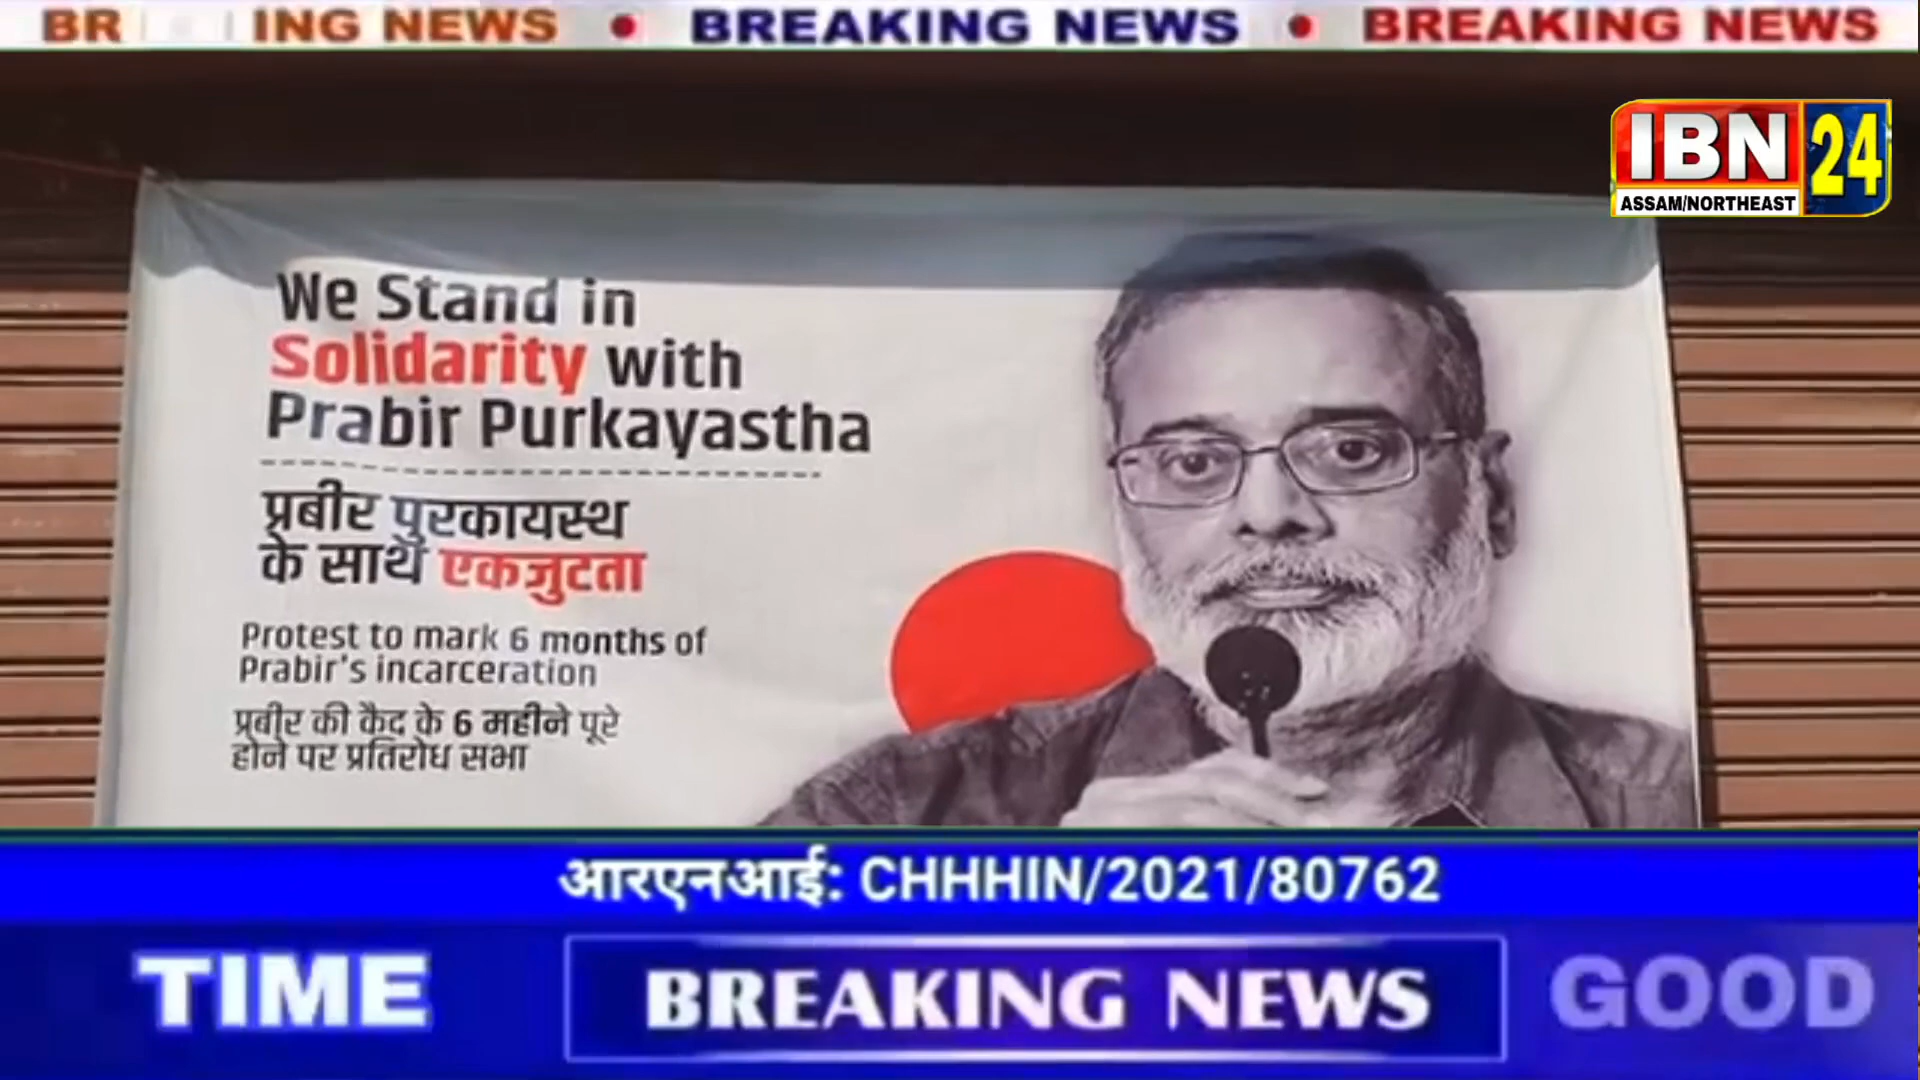 BR ING NEWS • BREAKING NEWS • BREAKING NEWS
IBN 24
ASSAM/NORTHEAST
We Stand in
Solidarity with
Prabir Purkayastha
प्रबीर पुरकायस्थ
के साथ एकजुटता
Protest to mark 6 months of
Prabir's incarceration
प्रबीर की कैद के 6 महीने पूरे
होने पर प्रतिरोध सभा
आरएनआई: CHHHIN/2021/80762
TIME BREAKING NEWS GOOD